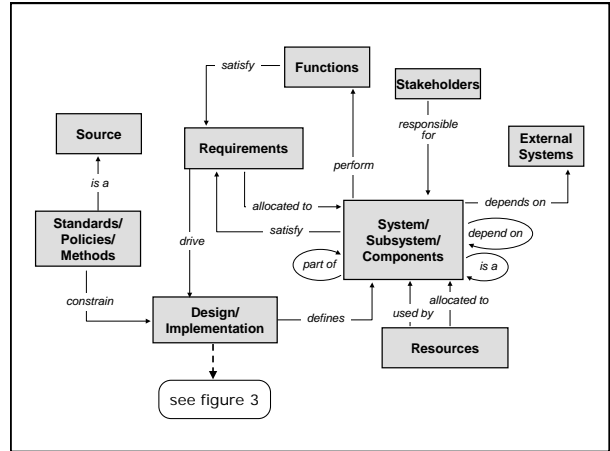 satisfy
Functions
Stakeholders
Source
responsible
for
Requirements
External
Systems
is a
perform
allocated to
depends on
Standards/
Policies/
Methods
satisfy
System/
Subsystem/
Components
depend on
drive
part of
is a
constrain
Design/
Implementation
defines
used by
allocated to
Resources
see figure 3